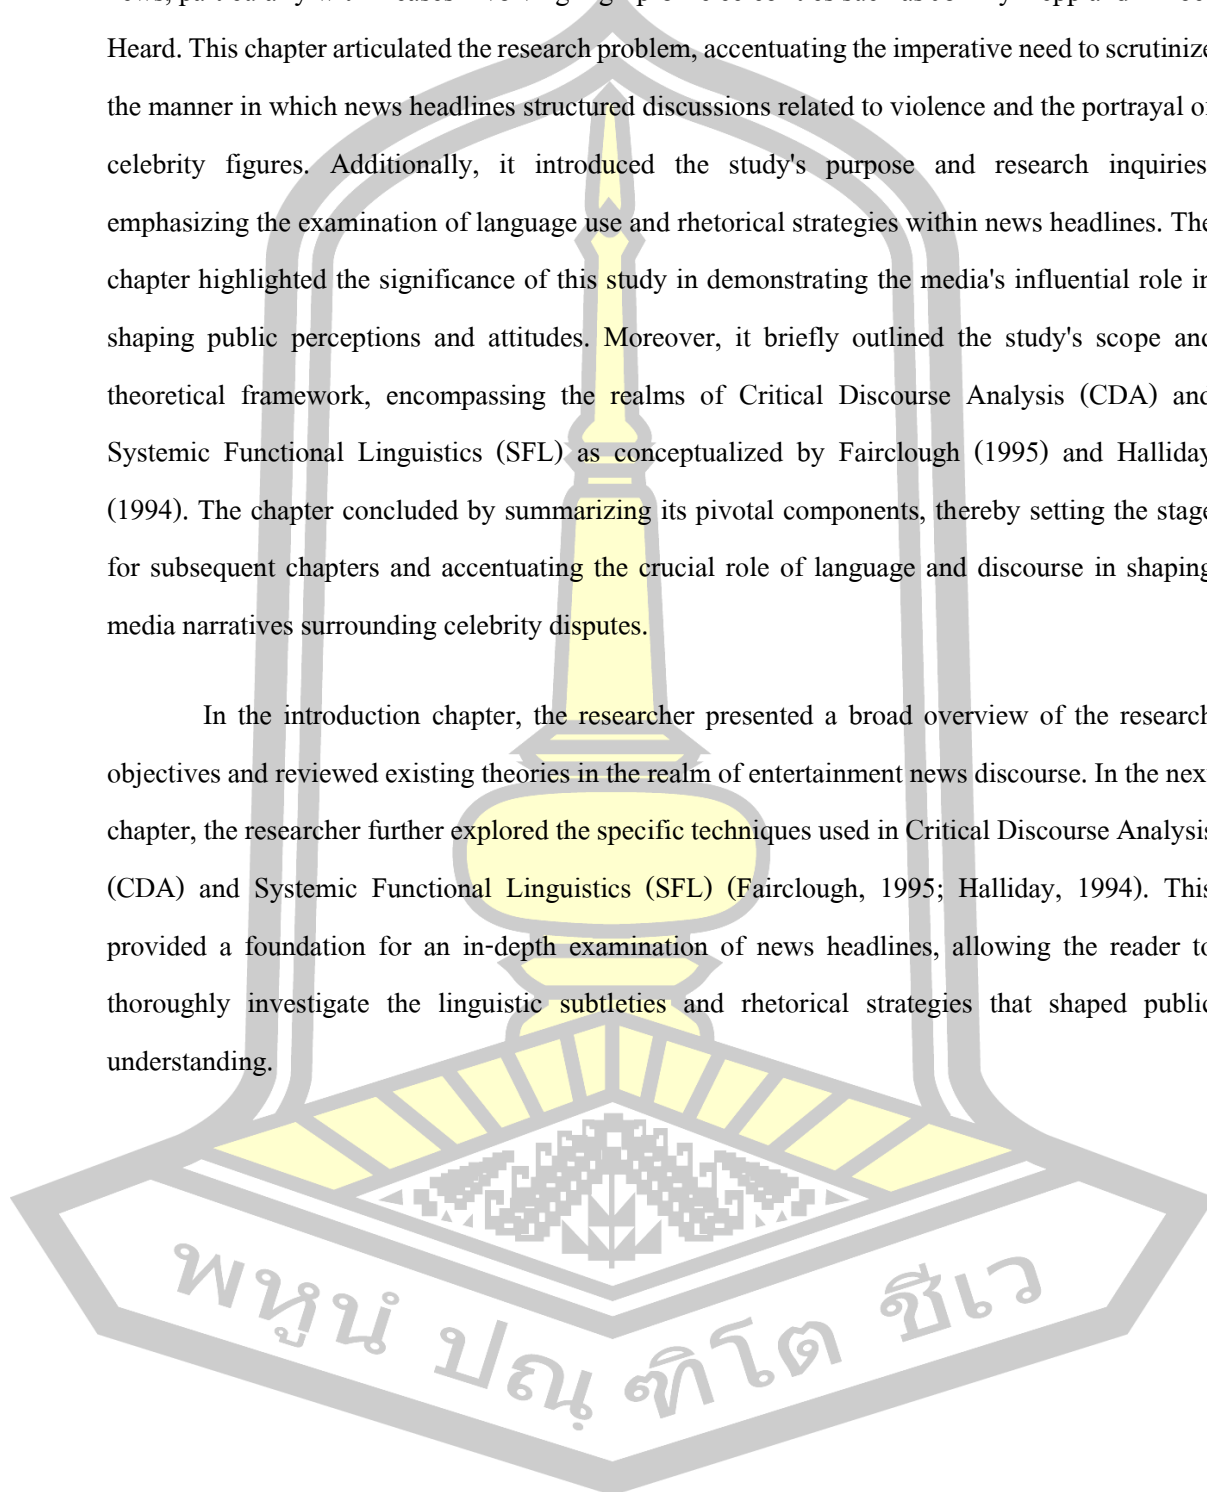 Heard. This chapter articulated the research problem, accentuating the imperative need to scrutinize
the manner in which news headlines structured discussions related to violence and the portrayal of
celebrity figures. Additionally, it introduced the study's purpose and research inquiries
emphasizing the examination of language use and rhetorical strategies within news headlines. The
chapter highlighted the significance of this study in demonstrating the media's influential role in
shaping public perceptions and attitudes. Moreover, it briefly outlined the study's scope and
theoretical framework, encompassing the realms of Critical Discourse Analysis (CDA) and
Systemic Functional Linguistics (SFL) as conceptualized by Fairclough (1995) and Halliday
(1994). The chapter concluded by summarizing its pivotal components, thereby setting the stage
for subsequent chapters and accentuating the crucial role of language and discourse in shaping
media narratives surrounding celebrity disputes.
In the introduction chapter, the researcher presented a broad overview of the research
objectives and reviewed existing theories in the realm of entertainment news discourse. In the next
chapter, the researcher further explored the specific techniques used in Critical Discourse Analysis
(CDA) and Systemic Functional Linguistics (SFL) (Fairclough, 1995; Halliday, 1994). This
provided a foundation for an in-depth examination of news headlines, allowing the reader to
thoroughly investigate the linguistic subtleties and rhetorical strategies that shaped public
understanding.
พหูนํ ปณฺฑิโต ชีเว